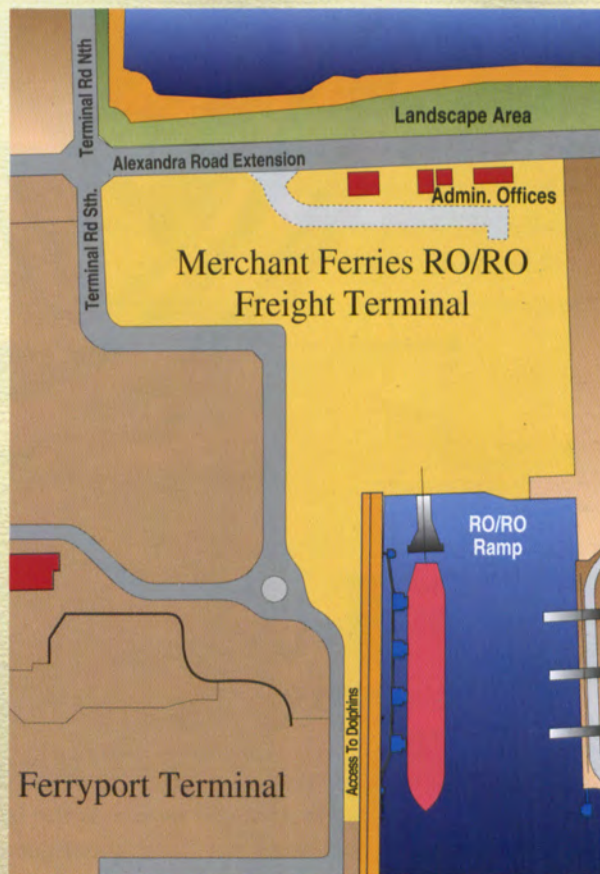 Terminal Rd Nth
Landscape Area
Alexandra Road Extension
Admin. Offices
Terminal Rd Sth.
Merchant Ferries RO/RO
Freight Terminal
RO/RO
Ramp
Access To Dolphins
Ferryport Terminal